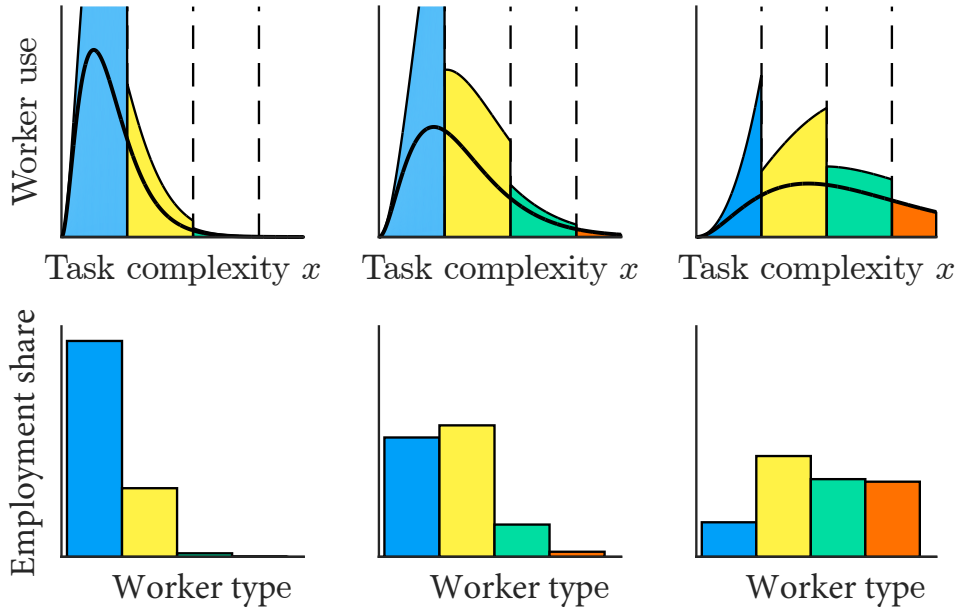 Worker use
Task complexity x
Task complexity x
Task complexity x
Employment share
Worker type
Worker type
Worker type